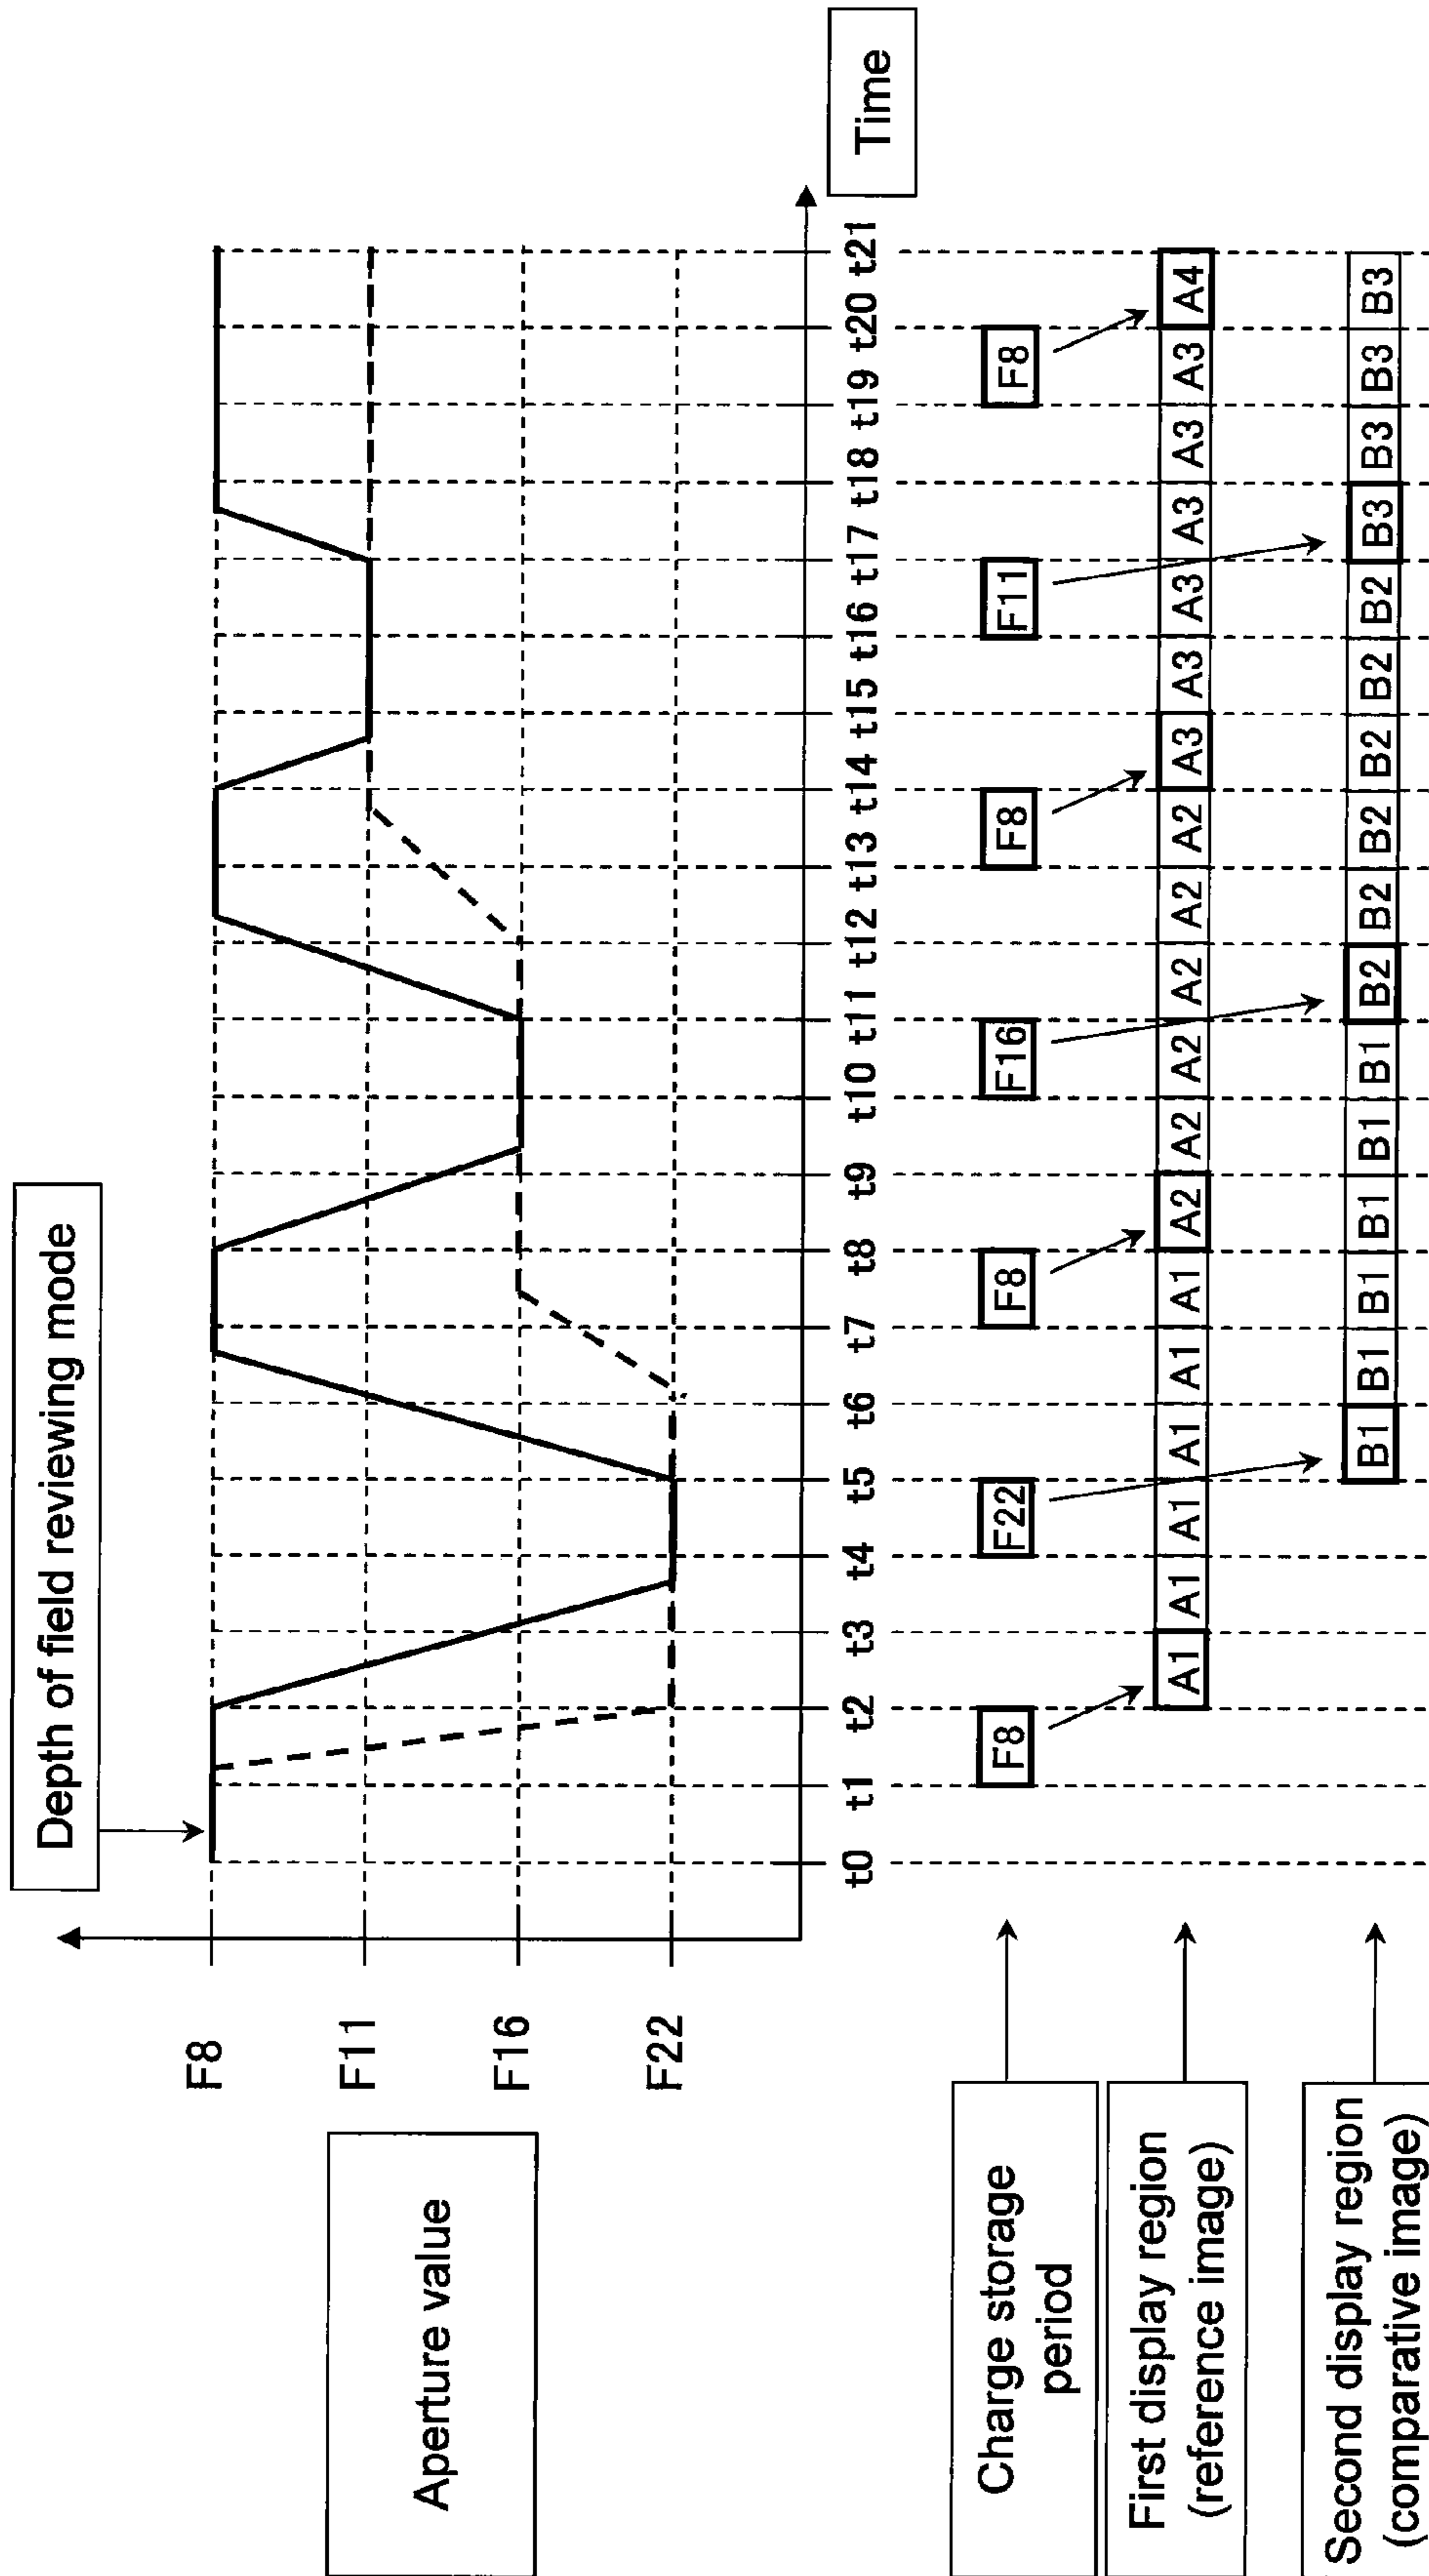 Depth of field reviewing mode
Aperture value
F8
F11
F16
F22
Time
t0 t1 t2 t3 t4 t5 t6 t7 t8 t9 t10 t11 t12 t13 t14 t15 t16 t17 t18 t19 t20 t21
Charge storage
period
F8 F22 F8 F16 F8 F11 F8
First display region
(reference image)
A1 A1 A1 A1 A1 A1 A2 A2 A2 A2 A2 A2 A3 A3 A3 A3 A3 A3 A4
Second display region
(comparative image)
B1 B1 B1 B1 B1 B1 B2 B2 B2 B2 B2 B2 B3 B3 B3 B3